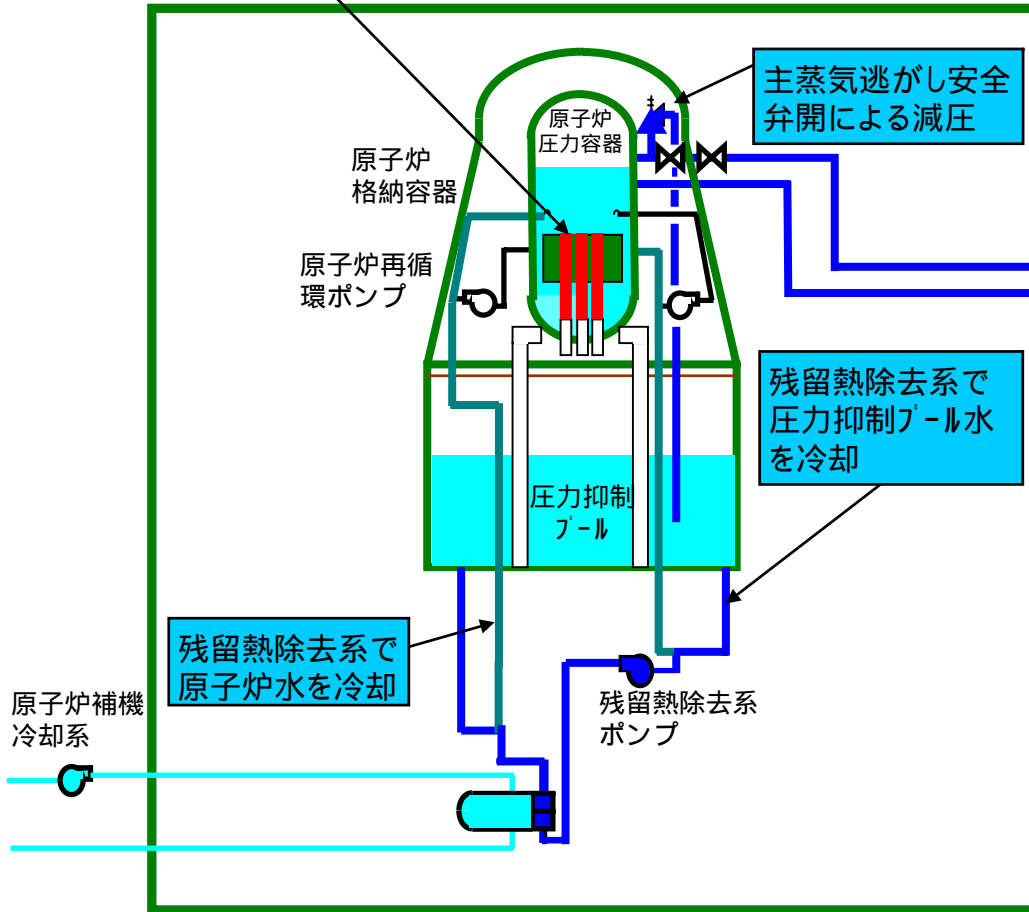 主蒸気逃がし安全
弁開による減圧
原子炉
圧力容器
原子炉
格納容器
原子炉再循
環ポンプ
残留熱除去系で
圧力抑制ﾌﾟｰﾙ水
を冷却
圧力抑制
ﾌﾟｰﾙ
残留熱除去系で
原子炉水を冷却
原子炉補機
冷却系
残留熱除去系
ポンプ